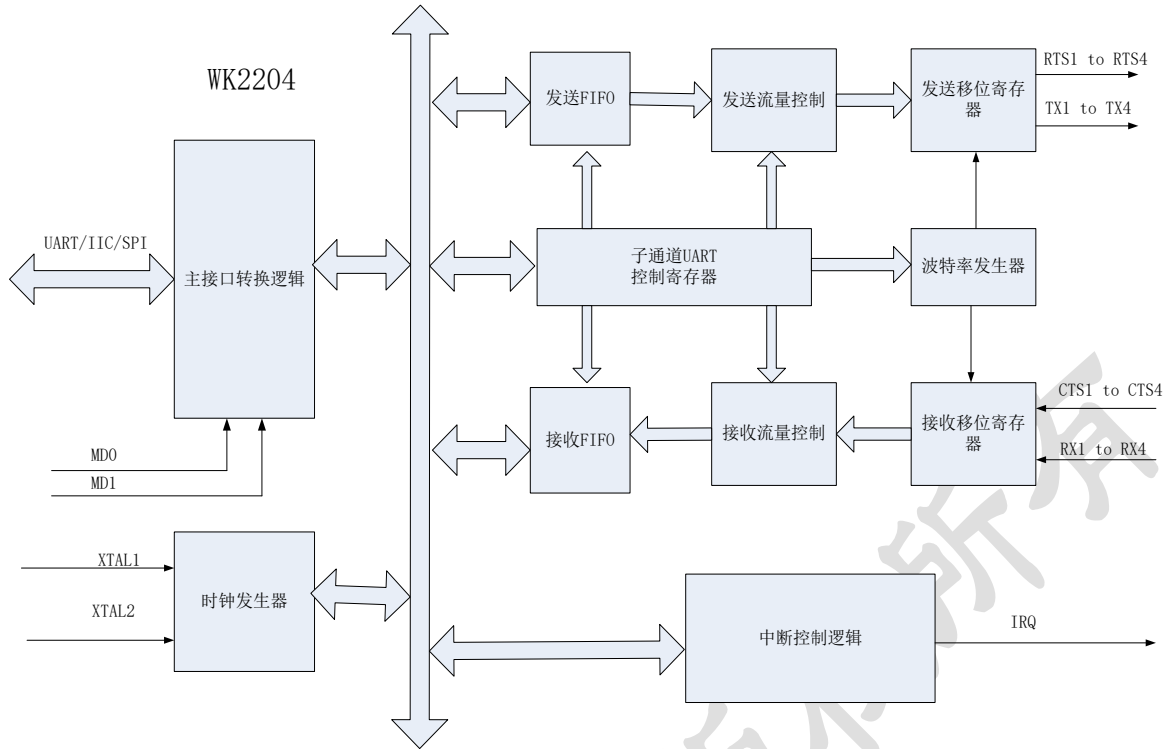 WK2204
发送FIFO
发送流量控制
发送移位寄存
器
RTS1 to RTS4
TX1 to TX4
UART/IIC/SPI
主接口转换逻辑
子通道UART
控制寄存器
波特率发生器
接收FIFO
接收流量控制
接收移位寄存
器
CTS1 to CTS4
RX1 to RX4
MD0
MD1
XTAL1
XTAL2
时钟发生器
中断控制逻辑
IRQ
版权所有